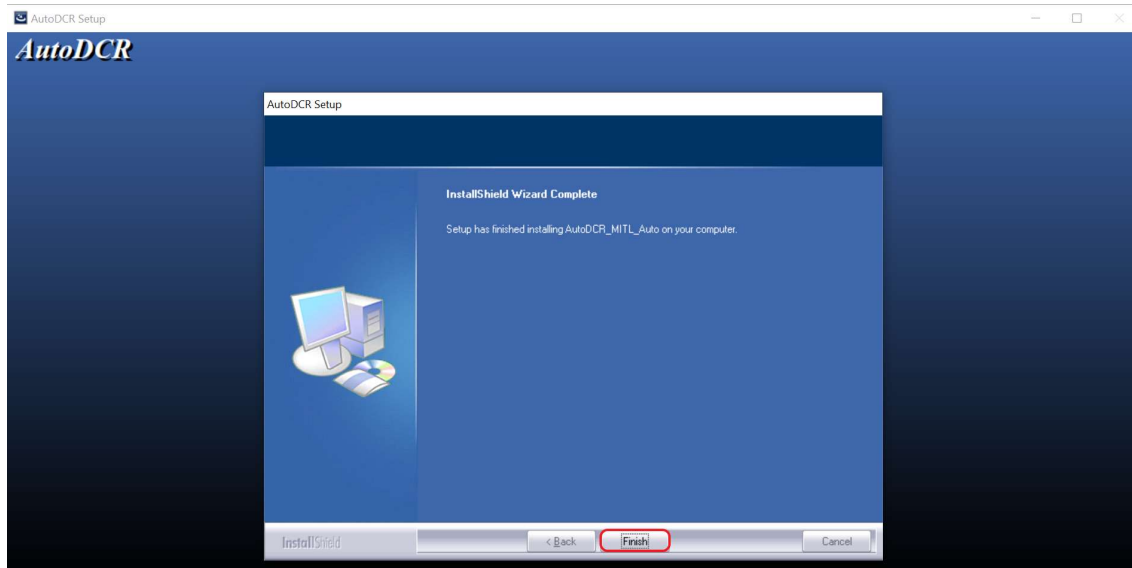 AutoDCR Setup
AutoDCR
AutoDCR Setup
InstallShield Wizard Complete
Setup has finished installing AutoDCR_MITL_Auto on your computer.
InstallShield
< Back
Finish
Cancel